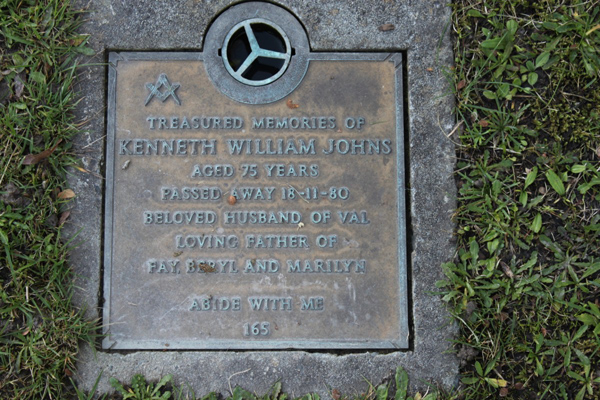 TREASURED MEMORIES OF
KENNETH WILLIAM JOHNS
AGED 75 YEARS
PASSED AWAY 18-11-80
BELOVED HUSBAND OF VAL
LOVING FATHER OF
FAY, BERYL AND MARILYN
ABIDE WITH ME
165